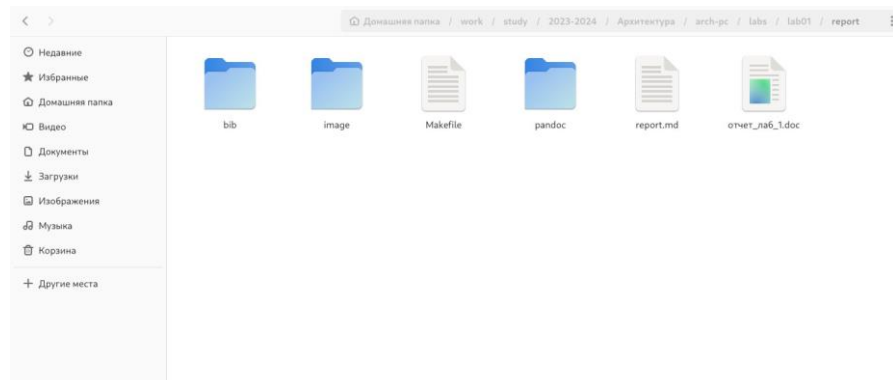 Домашняя папка / work / study / 2023-2024 / Архитектура / arch-pc / labs / lab01 / report
Недавние
Избранные
Домашняя папка
Видео
Документы
Загрузки
Изображения
Музыка
Корзина
Другие места
bib image Makefile pandoc report.md отчет_лаб_1.doc